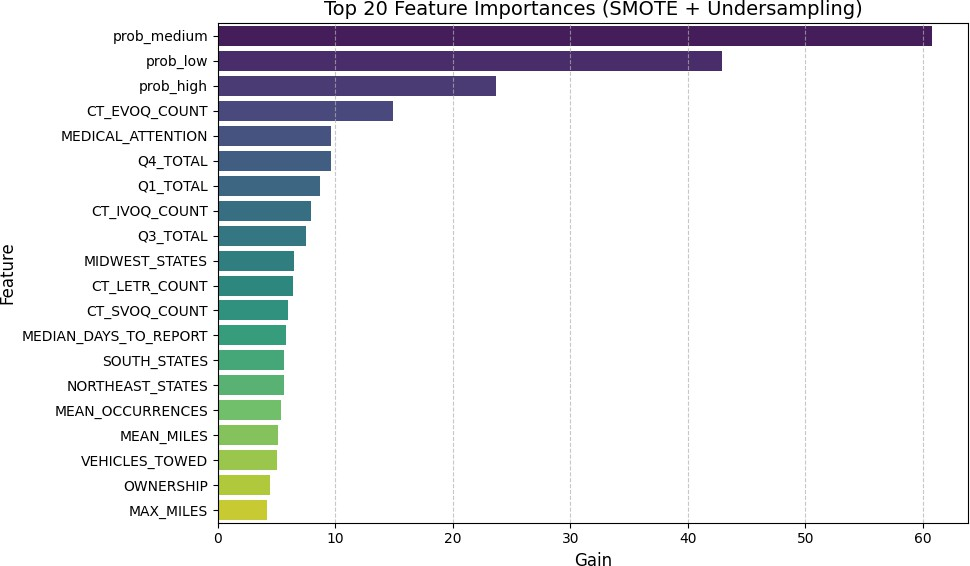 Top 20 Feature Importances (SMOTE + Undersampling)
prob_medium
prob_low
prob_high
CT_EVOQ_COUNT
MEDICAL_ATTENTION
Q4_TOTAL
Q1_TOTAL
CT_IVOQ_COUNT
Q3_TOTAL
MIDWEST_STATES
CT_LETR_COUNT
CT_SVOQ_COUNT
MEDIAN_DAYS_TO_REPORT
SOUTH_STATES
NORTHEAST_STATES
MEAN_OCCURRENCES
MEAN_MILES
VEHICLES_TOWED
OWNERSHIP
MAX_MILES
Feature
0 10 20 30 40 50 60
Gain